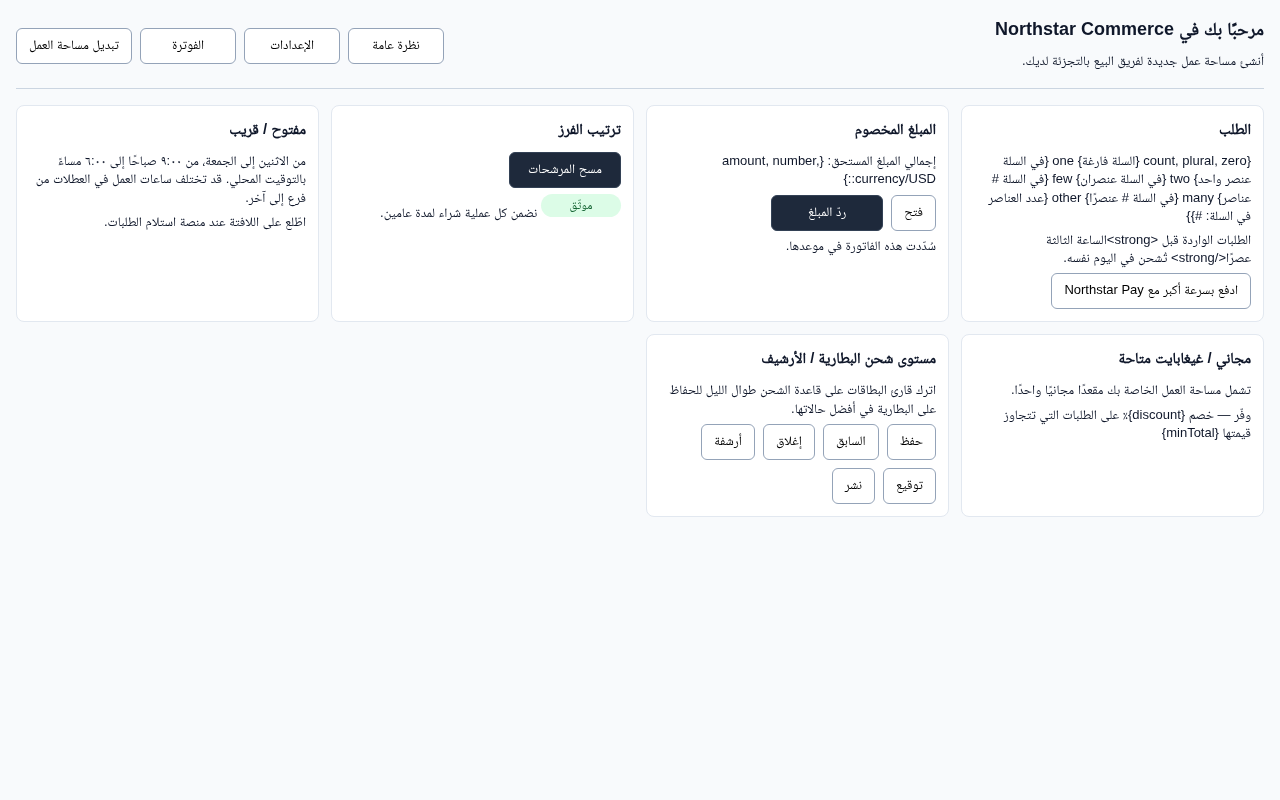 مرحبًا بك في Northstar Commerce
أنشئ مساحة عمل جديدة لفريق البيع بالتجزئة لديك.
نظرة عامة
الإعدادات
الفوترة
تبديل مساحة العمل
الطلب
{count, plural, zero {السلة فارغة} one {في السلة
عنصر واحد} two {في السلة عنصران} few {في السلة #
عناصر} many {في السلة # عنصرًا} other {عدد العناصر
في السلة: #}}
الطلبات الواردة قبل <strong>الساعة الثالثة
عصرًا</strong> تُشحن في اليوم نفسه.
ادفع بسرعة أكبر مع Northstar Pay
المبلغ المخصوم
إجمالي المبلغ المستحق: {amount, number,
::currency/USD}
فتح
ردّ المبلغ
سُدّدت هذه الفاتورة في موعدها.
ترتيب الفرز
مسح المرشحات
موثّق
نضمن كل عملية شراء لمدة عامين.
مفتوح / قريب
من الاثنين إلى الجمعة، من ٩:٠٠ صباحًا إلى ٦:٠٠ مساءً
بالتوقيت المحلي. قد تختلف ساعات العمل في العطلات من
فرع إلى آخر.
اطّلع على اللافتة عند منصة استلام الطلبات.
مجاني / غيغابايت متاحة
تشمل مساحة العمل الخاصة بك مقعدًا مجانيًا واحدًا.
وفّر — خصم {discount}٪ على الطلبات التي تتجاوز
قيمتها {minTotal}
مستوى شحن البطارية / الأرشيف
اترك قارئ البطاقات على قاعدة الشحن طوال الليل للحفاظ
على البطارية في أفضل حالاتها.
حفظ
السابق
إغلاق
أرشفة
توقيع
نشر